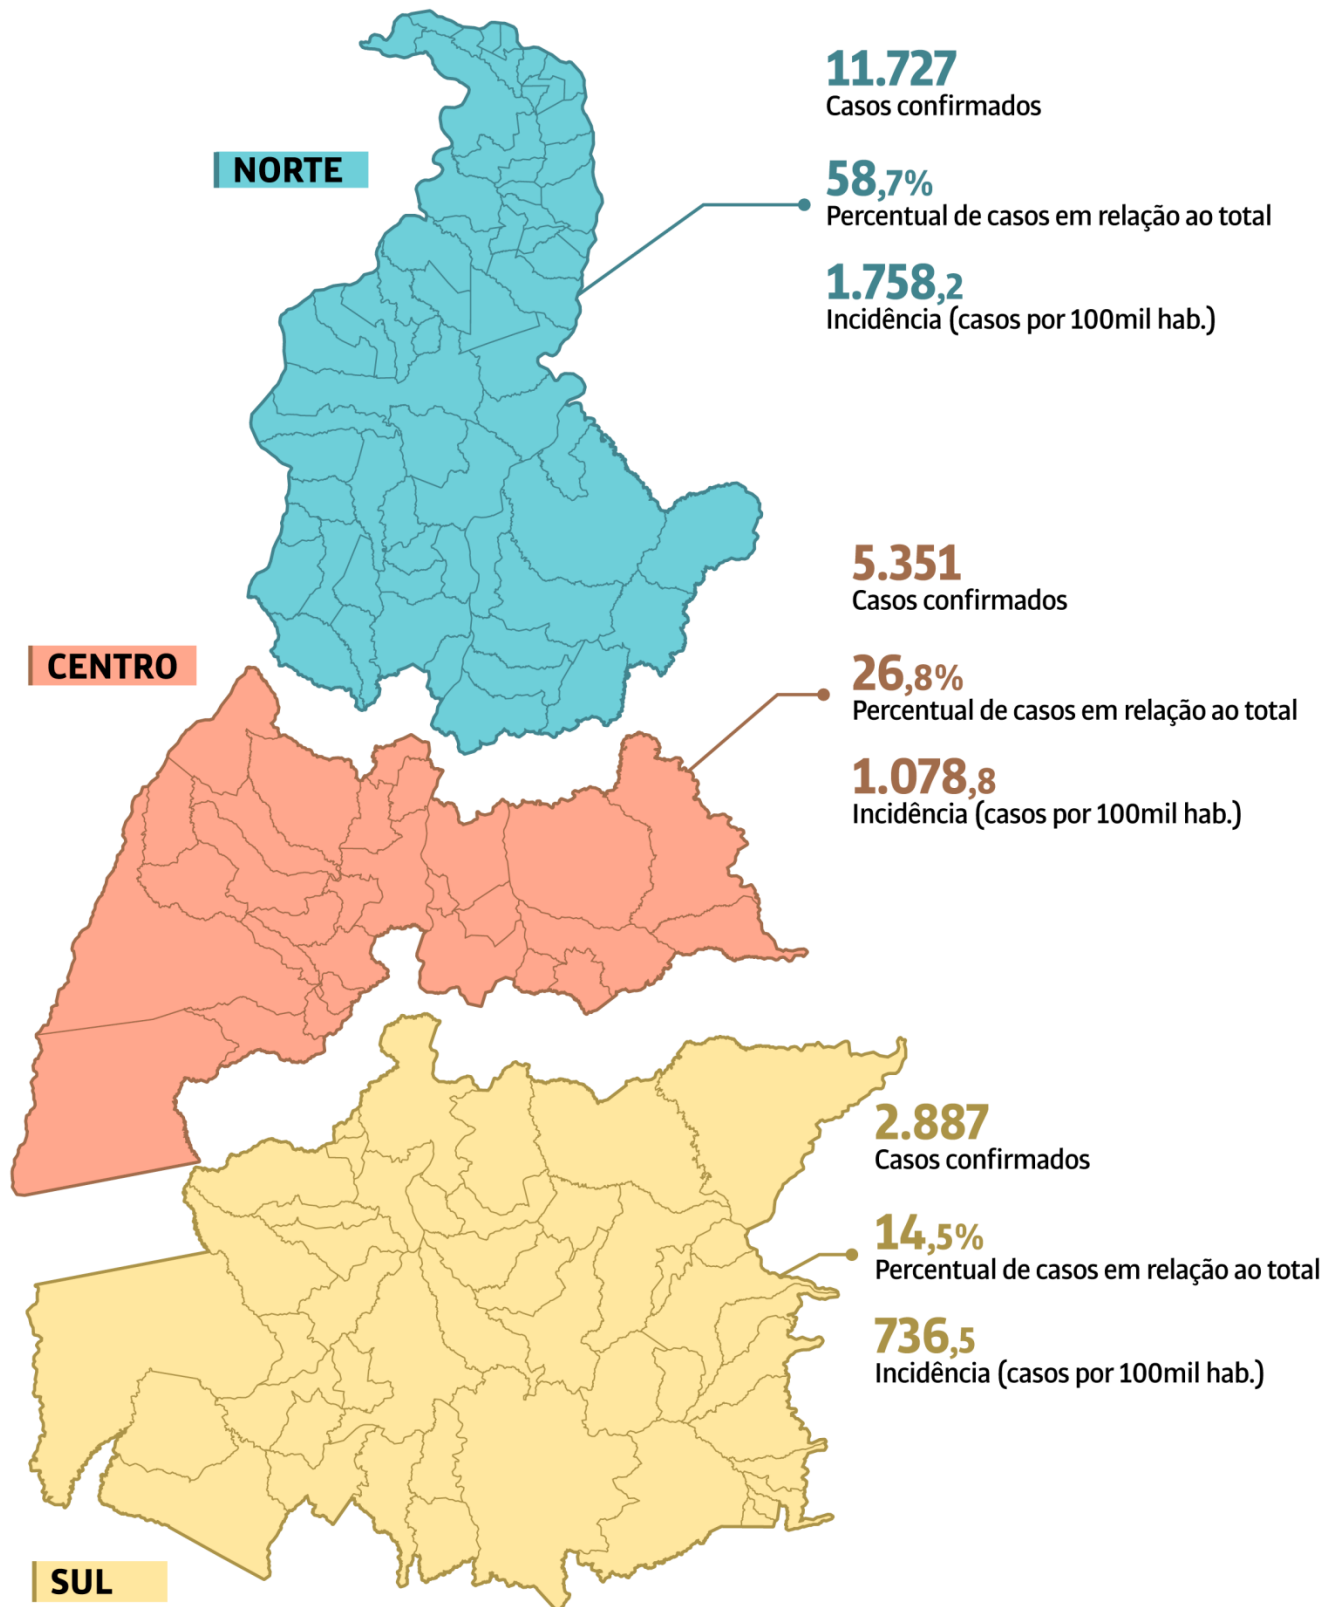 NORTE
11.727
Casos confirmados
58,7%
Percentual de casos em relação ao total
1.758,2
Incidência (casos por 100mil hab.)
CENTRO
5.351
Casos confirmados
26,8%
Percentual de casos em relação ao total
1.078,8
Incidência (casos por 100mil hab.)
2.887
Casos confirmados
14,5%
Percentual de casos em relação ao total
736,5
Incidência (casos por 100mil hab.)
SUL